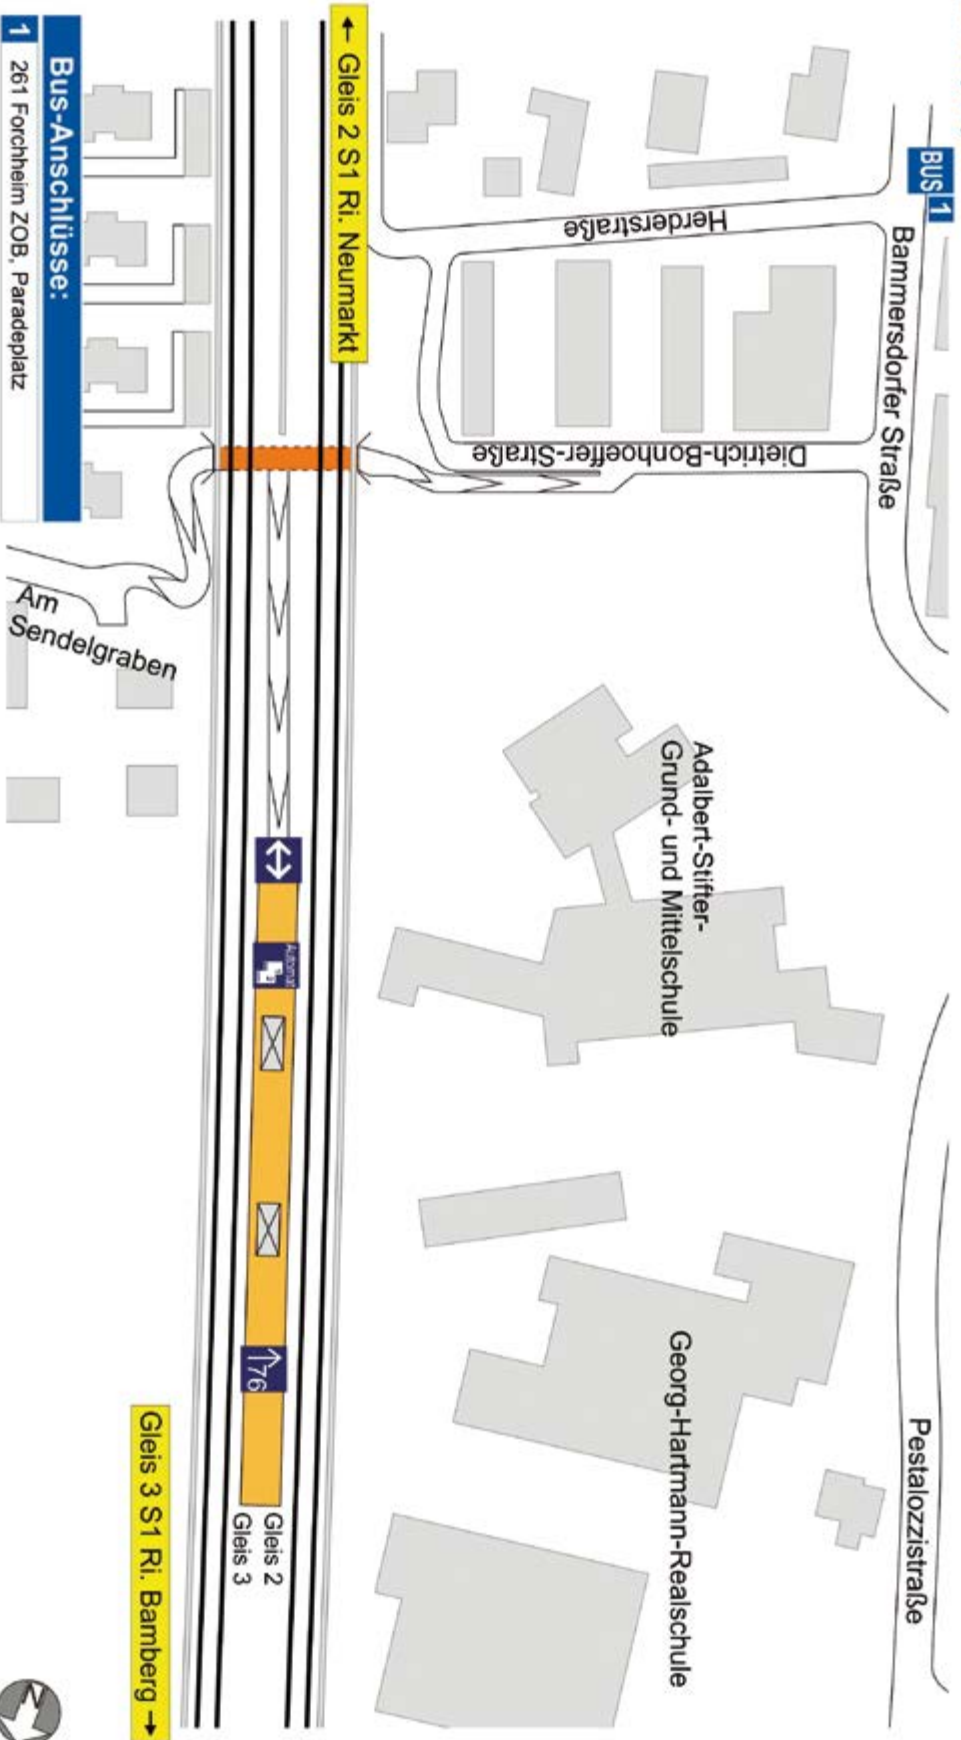 BUS 1
Bammersdorfer Straße
Herderstraße
Dietrich-Bonhoeffer-Straße
← Gleis 2 S1 Ri. Neumarkt
Adalbert-Stifter-
Grund- und Mittelschule
Georg-Hartmann-Realschule
Pestalozzistraße
Automat
76
Gleis 2
Gleis 3
Gleis 3 S1 Ri. Bamberg →
Am
Sendelgraben
Bus-Anschlüsse:
1 261 Forchheim ZOB, Paradeplatz
N